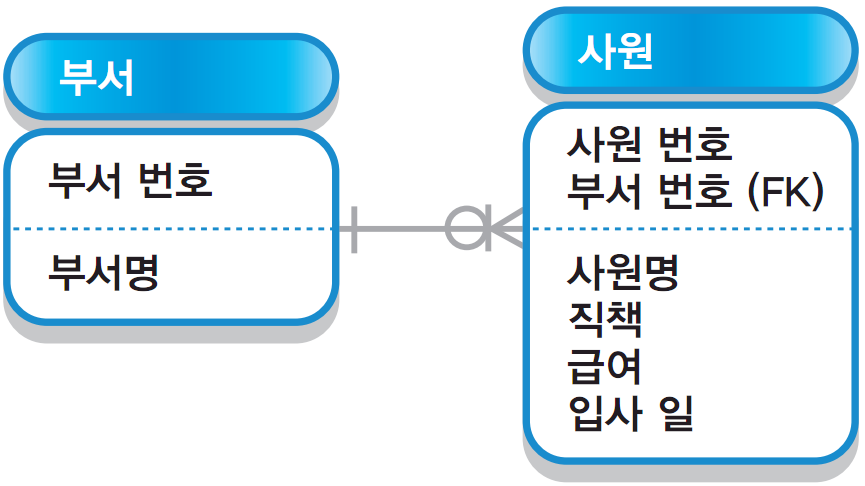 부서
부서 번호
부서명
사원
사원 번호
부서 번호 (FK)
사원명
직책
급여
입사 일